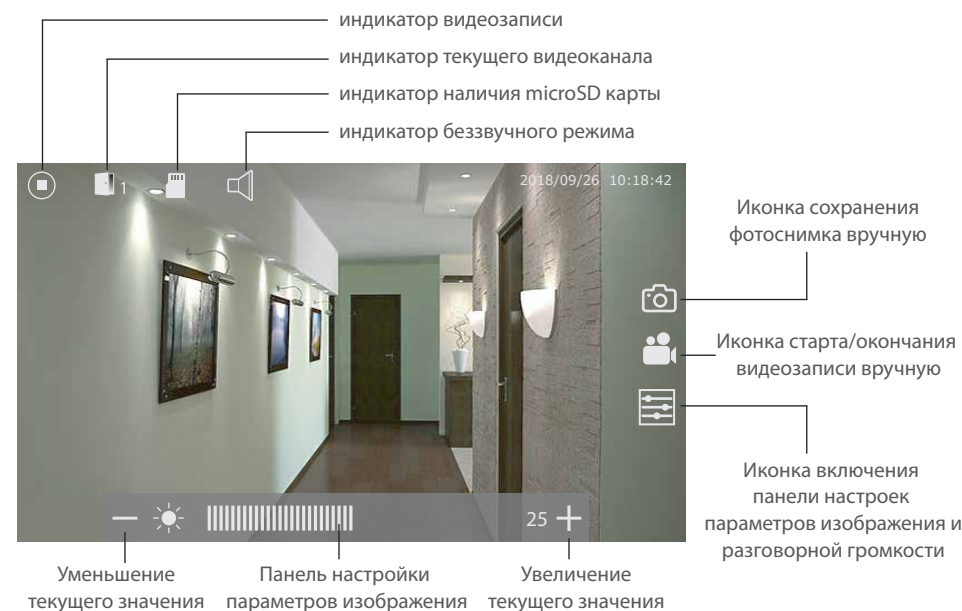 индикатор видеозаписи
индикатор текущего видеоканала
индикатор наличия microSD карты
индикатор беззвучного режима
1
2018/09/26 10:18:42
Иконка сохранения
фотоснимка вручную
Иконка старта/окончания
видеозаписи вручную
Иконка включения
панели настроек
параметров изображения и
разговорной громкости
25
Уменьшение
текущего значения
Панель настройки
параметров изображения
Увеличение
текущего значения